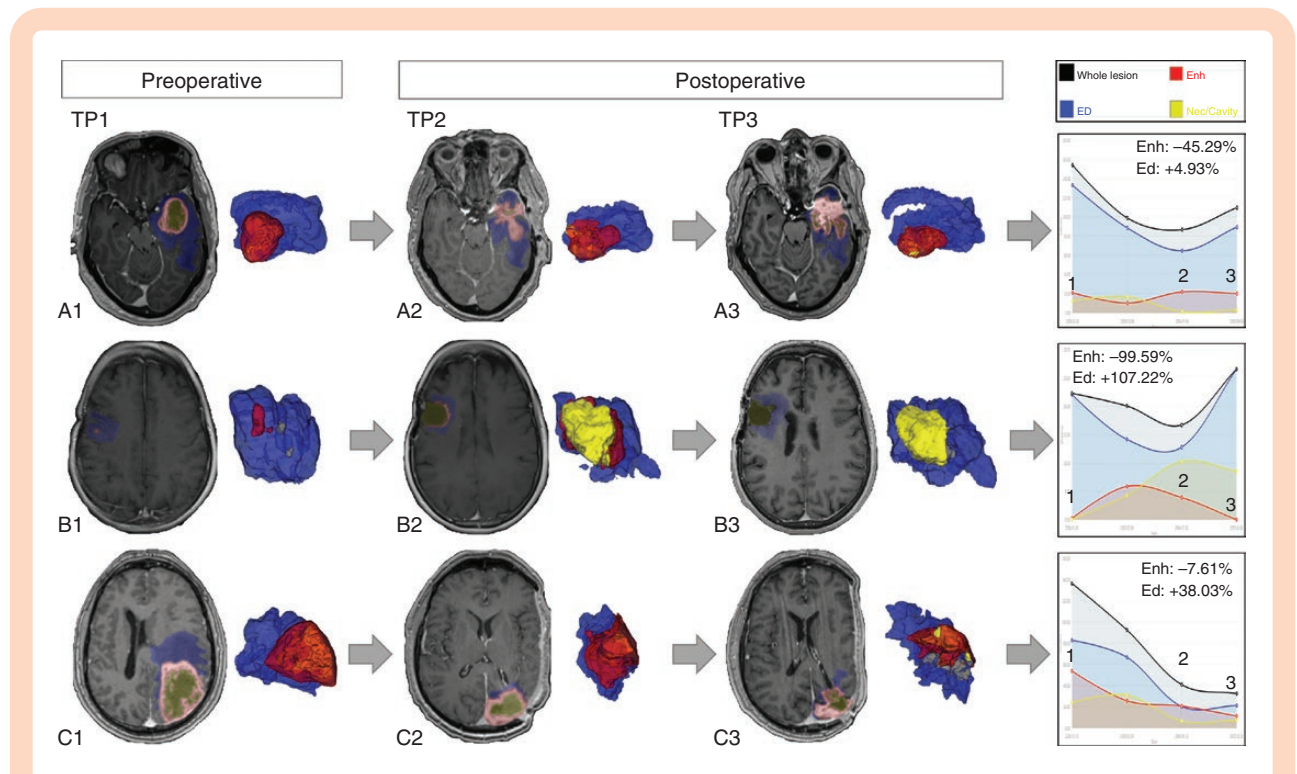 Preoperative
Postoperative
Whole lesion
Enh
ED
Nec/Cavity
TP1
TP2
TP3
A1
A2
A3
Enh: –45.29%
Ed: +4.93%
1
2
3
B1
B2
B3
Enh: –99.59%
Ed: +107.22%
1
2
3
C1
C2
C3
Enh: –7.61%
Ed: +38.03%
1
2
3